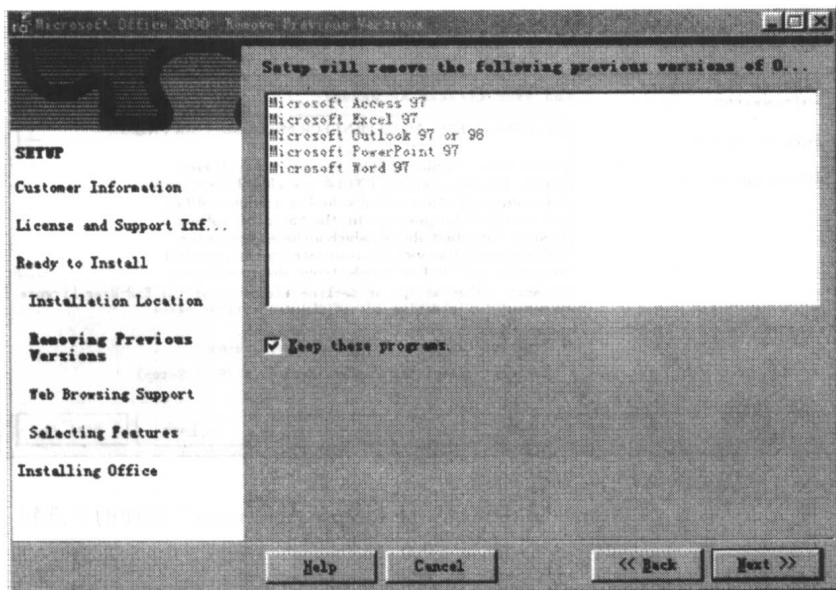 Microsoft Office 2000 - Remove Previous Versions
Setup will remove the following previous versions of O...
Microsoft Access 97
Microsoft Excel 97
Microsoft Outlook 97 or 98
Microsoft PowerPoint 97
Microsoft Word 97
SETUP
Customer Information
License and Support Inf...
Ready to Install
Installation Location
Removing Previous
Versions
Web Browsing Support
Selecting Features
Installing Office
Keep these programs.
Help
Cancel
<< Back
Next >>